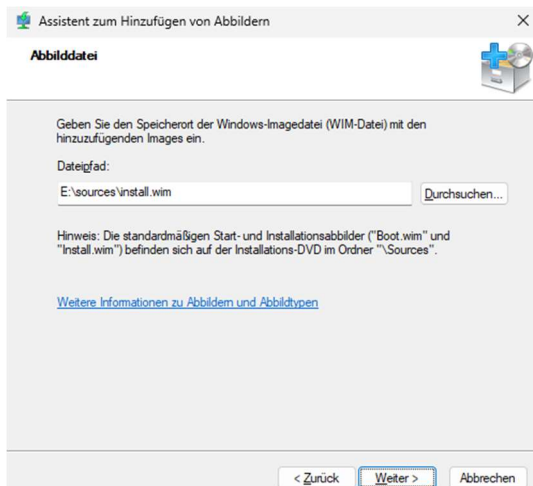 Assistent zum Hinzufügen von Abbildern
Abbilddatei
Geben Sie den Speicherort der Windows-Imagedatei (WIM-Datei) mit den
hinzuzufügenden Images ein.
Dateipfad:
E:\sources\install.wim
Durchsuchen...
Hinweis: Die standardmäßigen Start- und Installationsabbilder ("Boot.wim" und
"Install.wim") befinden sich auf der Installations-DVD im Ordner "\Sources".
Weitere Informationen zu Abbildern und Abbildtypen
< Zurück
Weiter >
Abbrechen